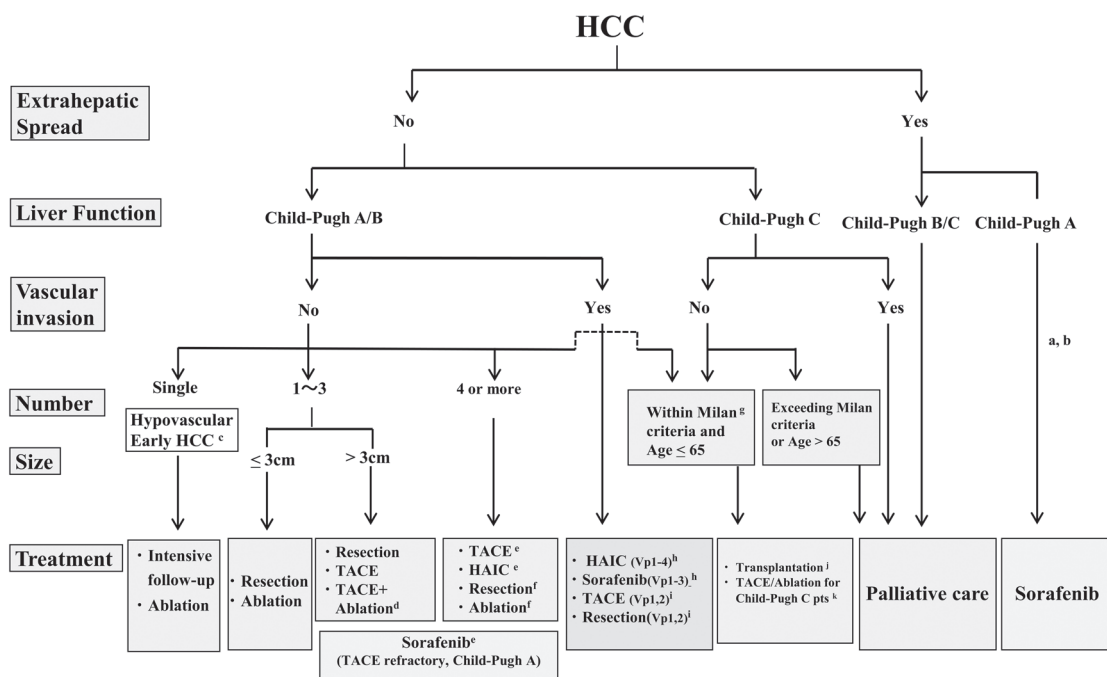 HCC
Extrahepatic
Spread
No
Yes
Liver Function
Child-Pugh A/B
Child-Pugh C
Child-Pugh B/C
Child-Pugh A
Vascular
invasion
No
Yes
No
Yes
a, b
Number
Single
1～3
4 or more
Hypovascular
Early HCC c
Within Milan g
criteria and
Age ≤ 65
Exceeding Milan
criteria
or Age > 65
Size
≤ 3cm
> 3cm
Treatment
・ Intensive
follow-up
・ Ablation
・ Resection
・ Ablation
・ Resection
・ TACE
・ TACE+
Ablation d
・ TACE e
・ HAIC e
・ Resection f
・ Ablation f
Sorafenib e
(TACE refractory, Child-Pugh A)
・ HAIC (Vp1-4) h
・ Sorafenib(Vp1-3) h
・ TACE (Vp1,2) i
・ Resection(Vp1,2) i
・ Transplantation j
・ TACE/Ablation for
Child-Pugh C pts k
Palliative care
Sorafenib